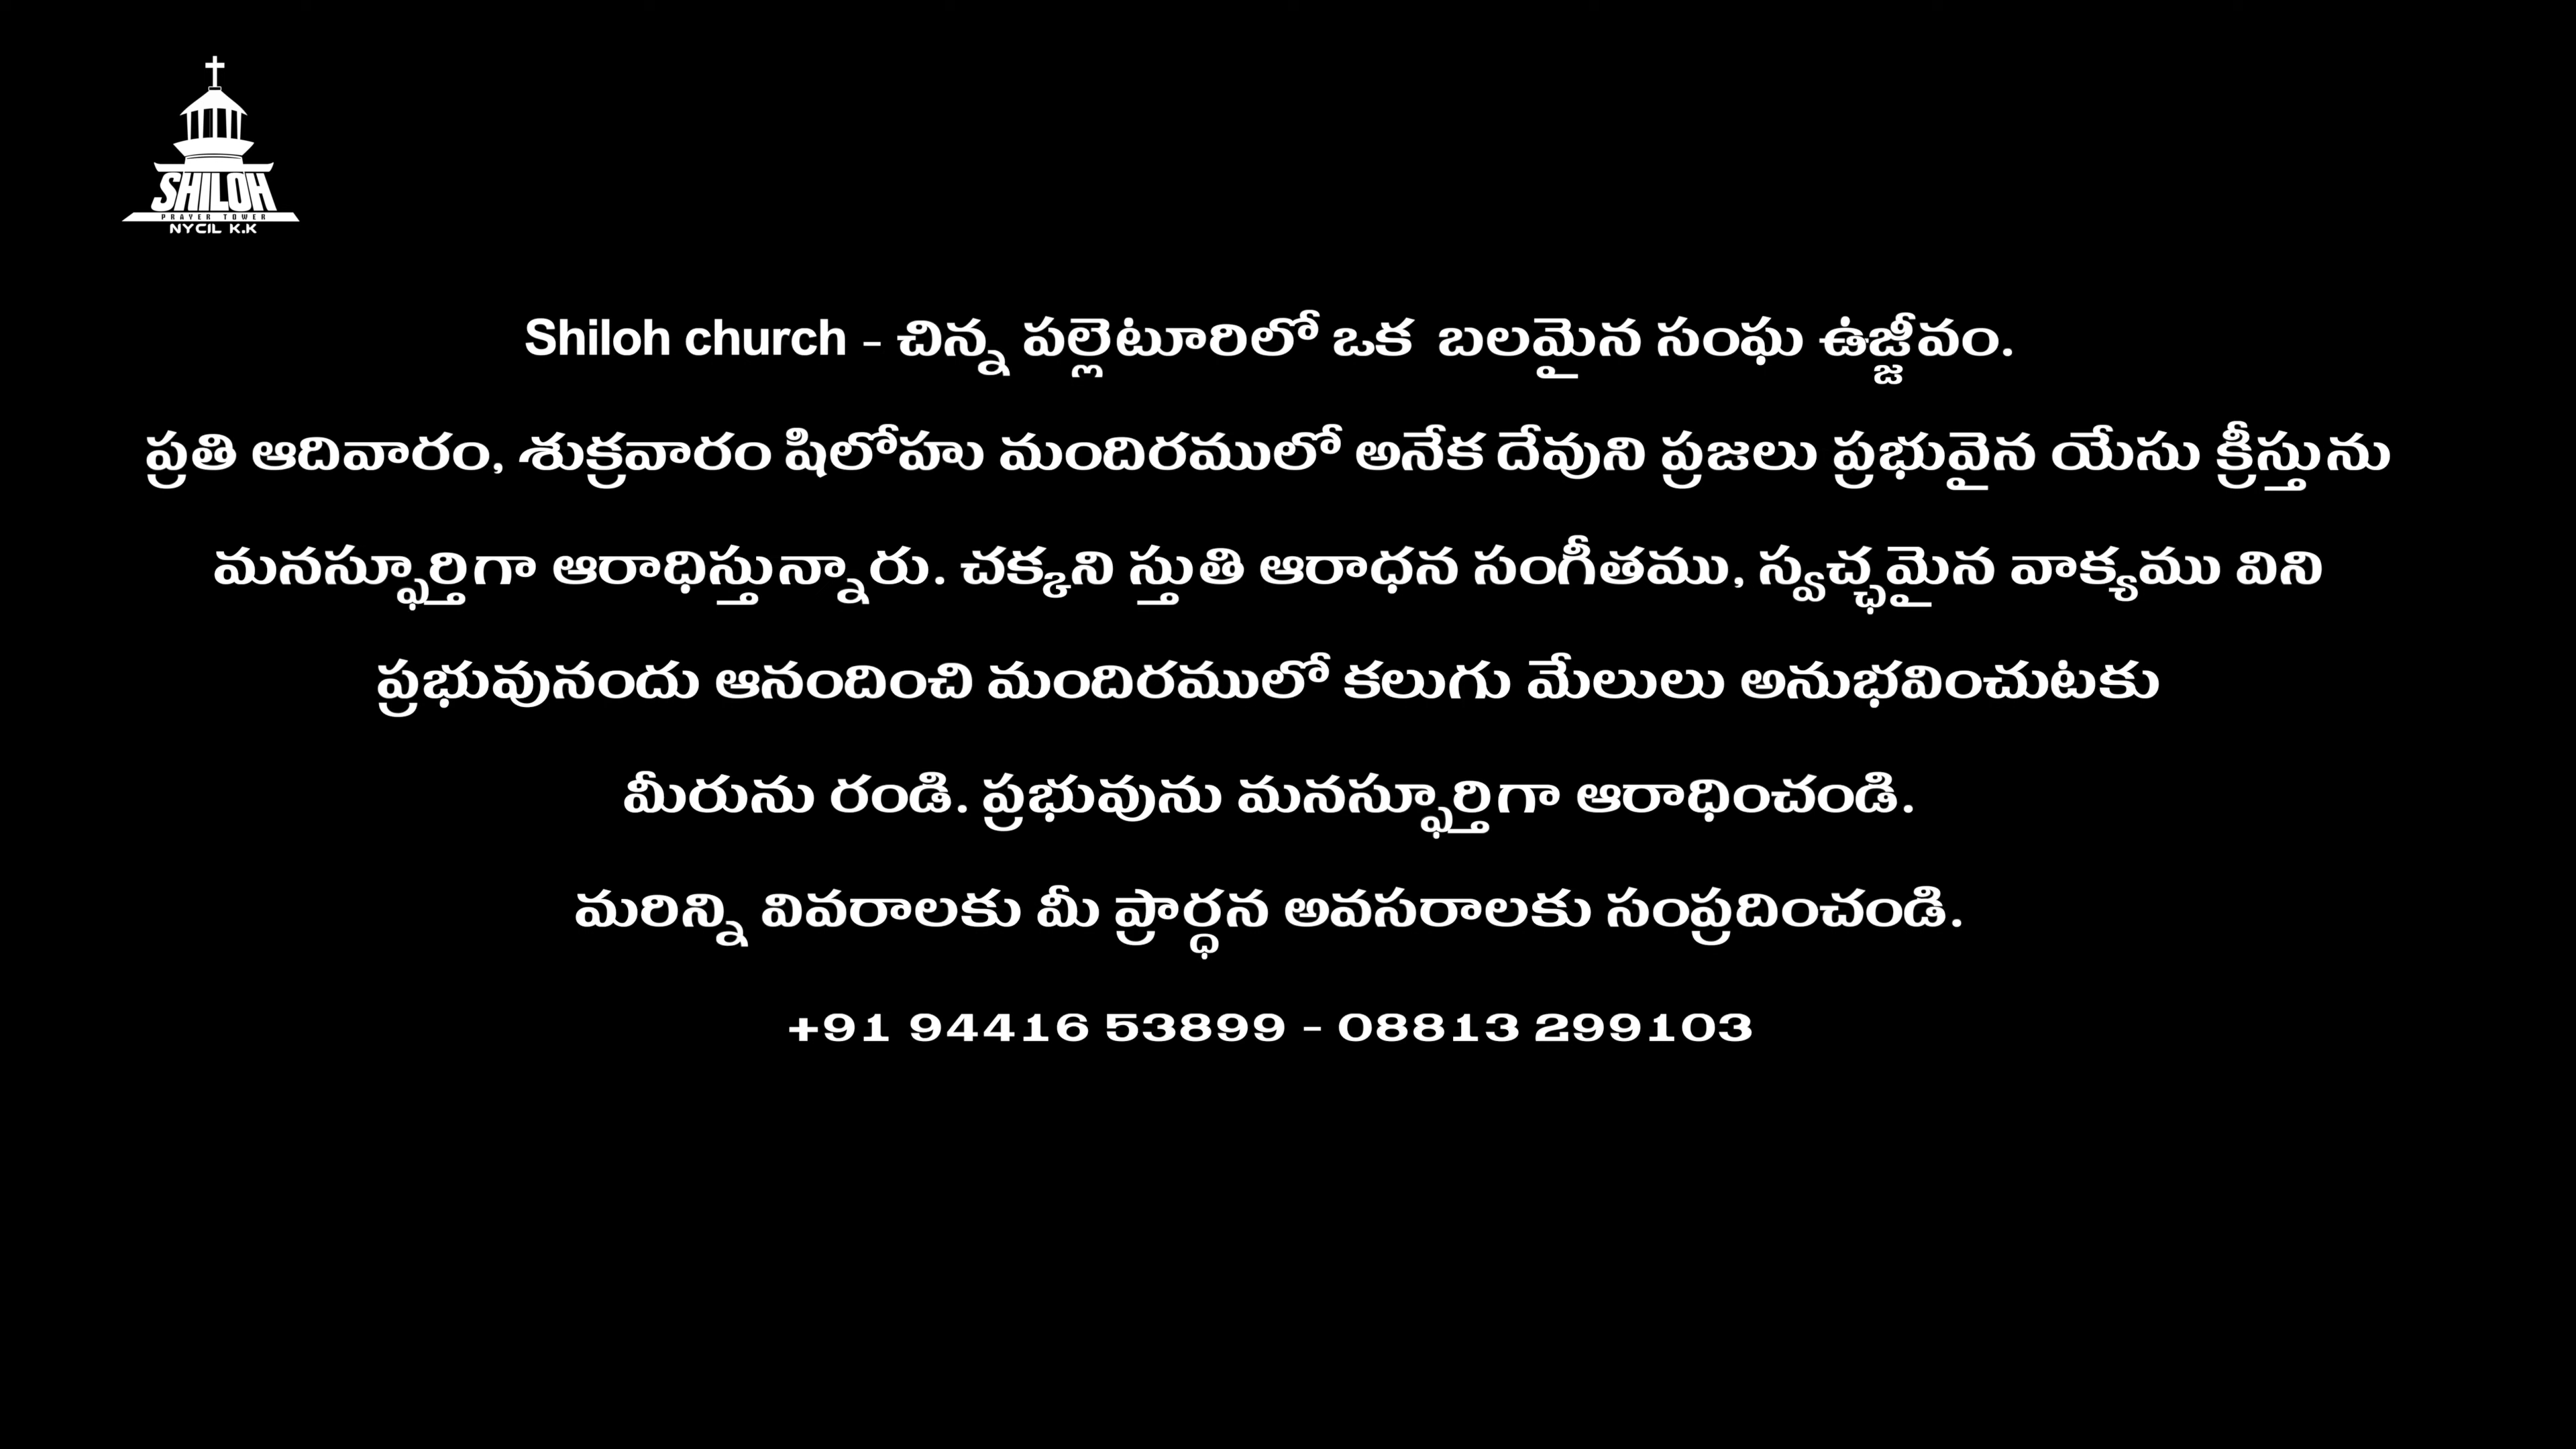 SHILOH
PRAYER TOWER
NYCIL K.K
Shiloh church - చిన్న పల్లెటూరిలో ఒక బలమైన సంఘ ఉజ్జీవం.
ప్రతి ఆదివారం, శుక్రవారం షిలోహు మందిరములో అనేక దేవుని ప్రజలు ప్రభువైన యేసు క్రీస్తును
మనస్ఫూర్తిగా ఆరాధిస్తున్నారు. చక్కని స్తుతి ఆరాధన సంగీతము, స్వచ్ఛమైన వాక్యము విని
ప్రభువునందు ఆనందించి మందిరములో కలుగు మేలులు అనుభవించుటకు
మీరును రండి. ప్రభువును మనస్ఫూర్తిగా ఆరాధించండి.
మరిన్ని వివరాలకు మీ ప్రార్ధన అవసరాలకు సంప్రదించండి.
+91 94416 53899 - 08813 299103